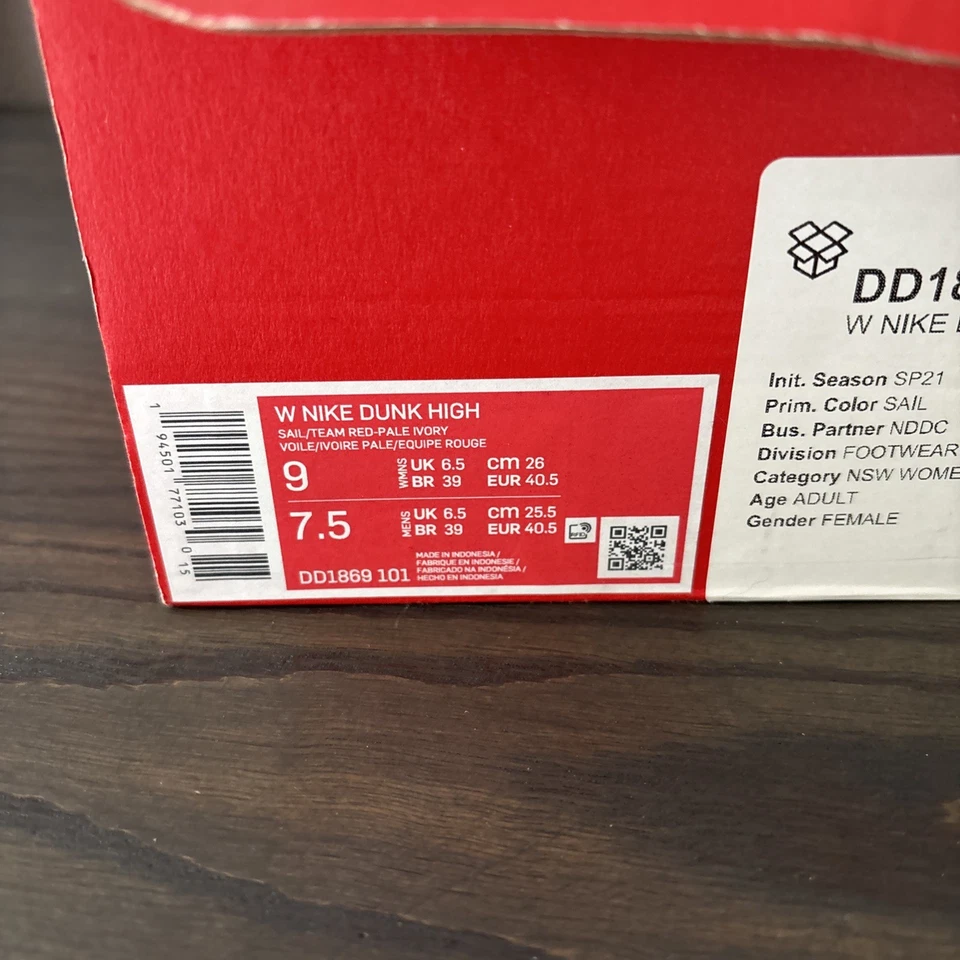 W NIKE DUNK HIGH
SAIL/TEAM RED-PALE IVORY
VOILE/IVOIRE PALE/EQUIPE ROUGE
9 WMNS UK 6.5 cm 26
BR 39 EUR 40.5
7.5 MENS UK 6.5 cm 25.5
BR 39 EUR 40.5
RFID
DD1869 101
MADE IN INDONESIA /
FABRIQUE EN INDONESIE /
FABRICADO NA INDONÉSIA /
HECHO EN INDONESIA
1 94501 77103 0 15
DD18
W NIKE
Init. Season SP21
Prim. Color SAIL
Bus. Partner NDDC
Division FOOTWEAR
Category NSW WOME
Age ADULT
Gender FEMALE